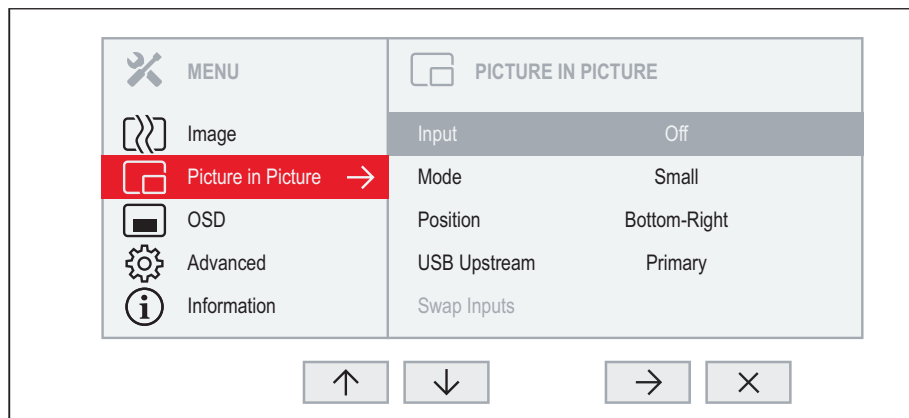 MENU
PICTURE IN PICTURE
Image
Picture in Picture
OSD
Advanced
Information
Input Off
Mode Small
Position Bottom-Right
USB Upstream Primary
Swap Inputs